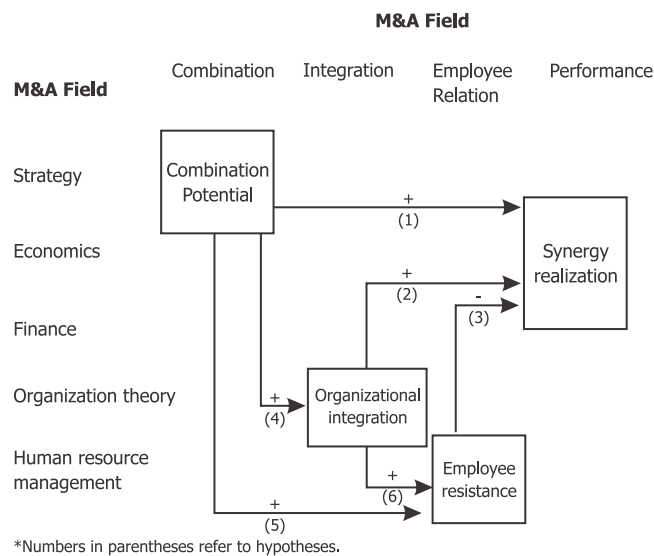 M&A Field
Combination
Integration
Employee
Relation
Performance
M&A Field
Strategy
Economics
Finance
Organization theory
Human resource
management
Combination
Potential
+
(1)
Synergy
realization
+
(2)
-
(3)
+
(4)
Organizational
integration
+
(6)
Employee
resistance
+
(5)
*Numbers in parentheses refer to hypotheses.